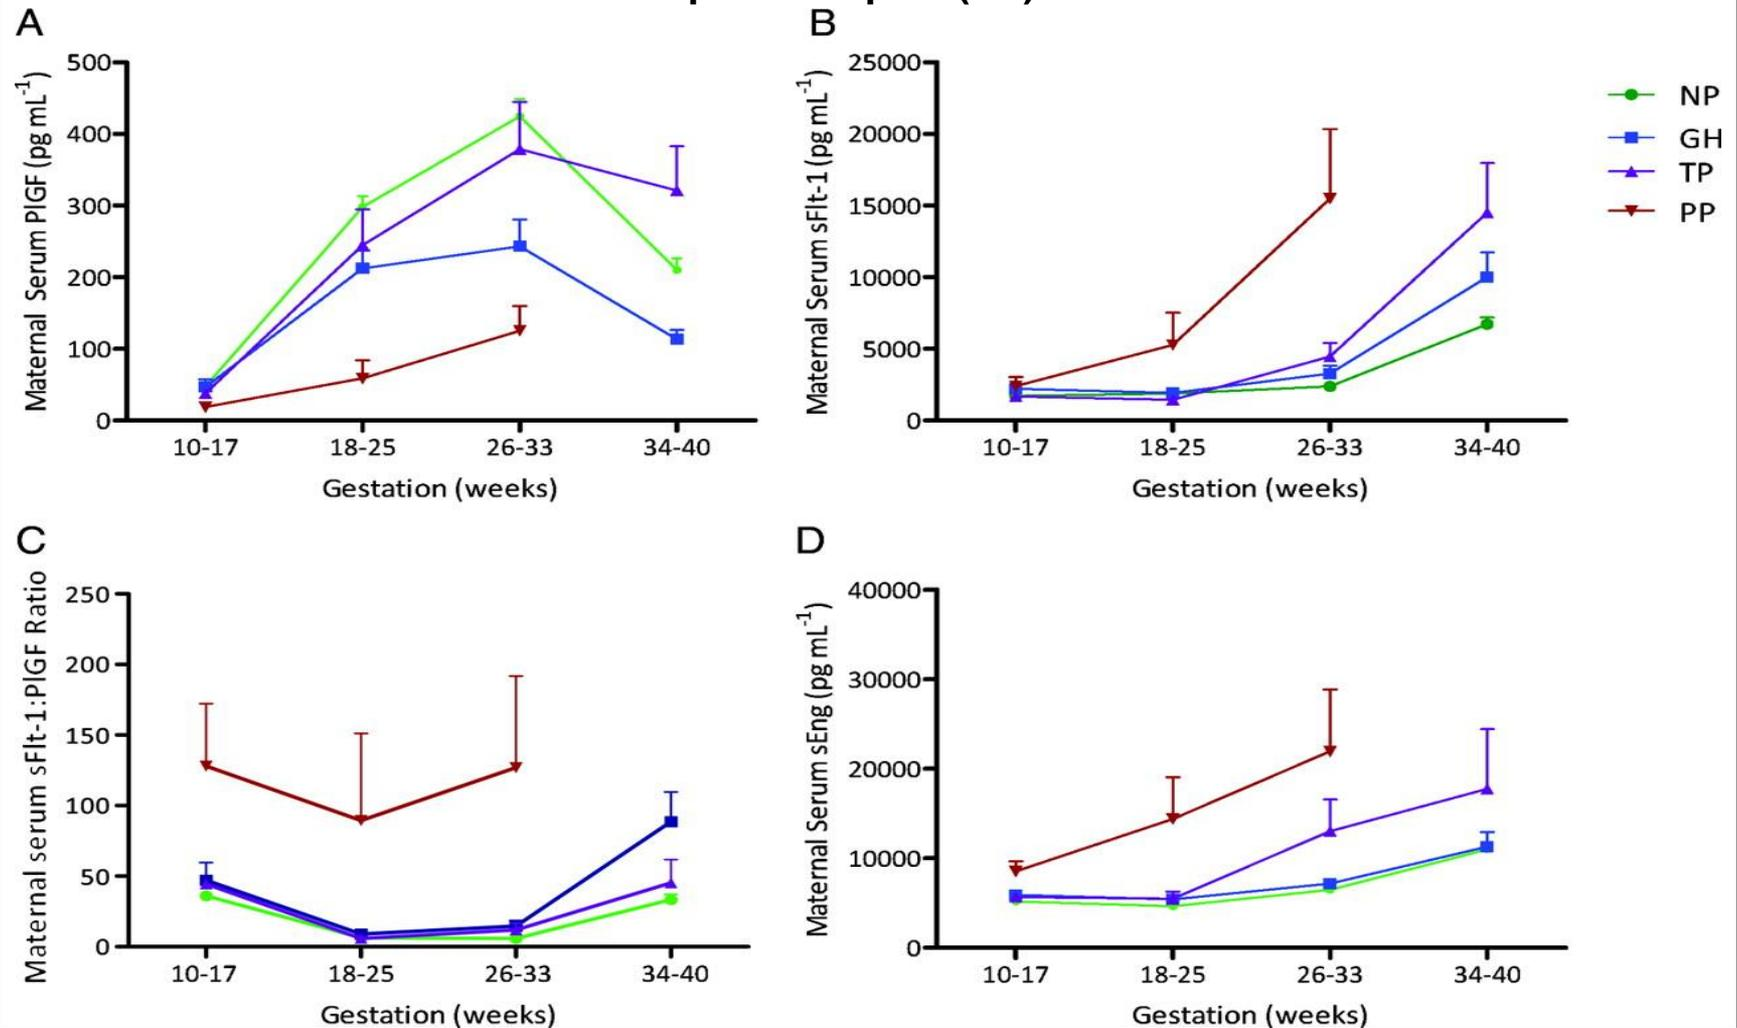 A
Maternal Serum PlGF (pg mL-1)
500
400
300
200
100
0
10-17 18-25 26-33 34-40
Gestation (weeks)
B
Maternal Serum sFlt-1 (pg mL-1)
25000
20000
15000
10000
5000
0
10-17 18-25 26-33 34-40
Gestation (weeks)
NP
GH
TP
PP
C
Maternal serum sFlt-1:PlGF Ratio
250
200
150
100
50
0
10-17 18-25 26-33 34-40
Gestation (weeks)
D
Maternal Serum sEng (pg mL-1)
40000
30000
20000
10000
0
10-17 18-25 26-33 34-40
Gestation (weeks)